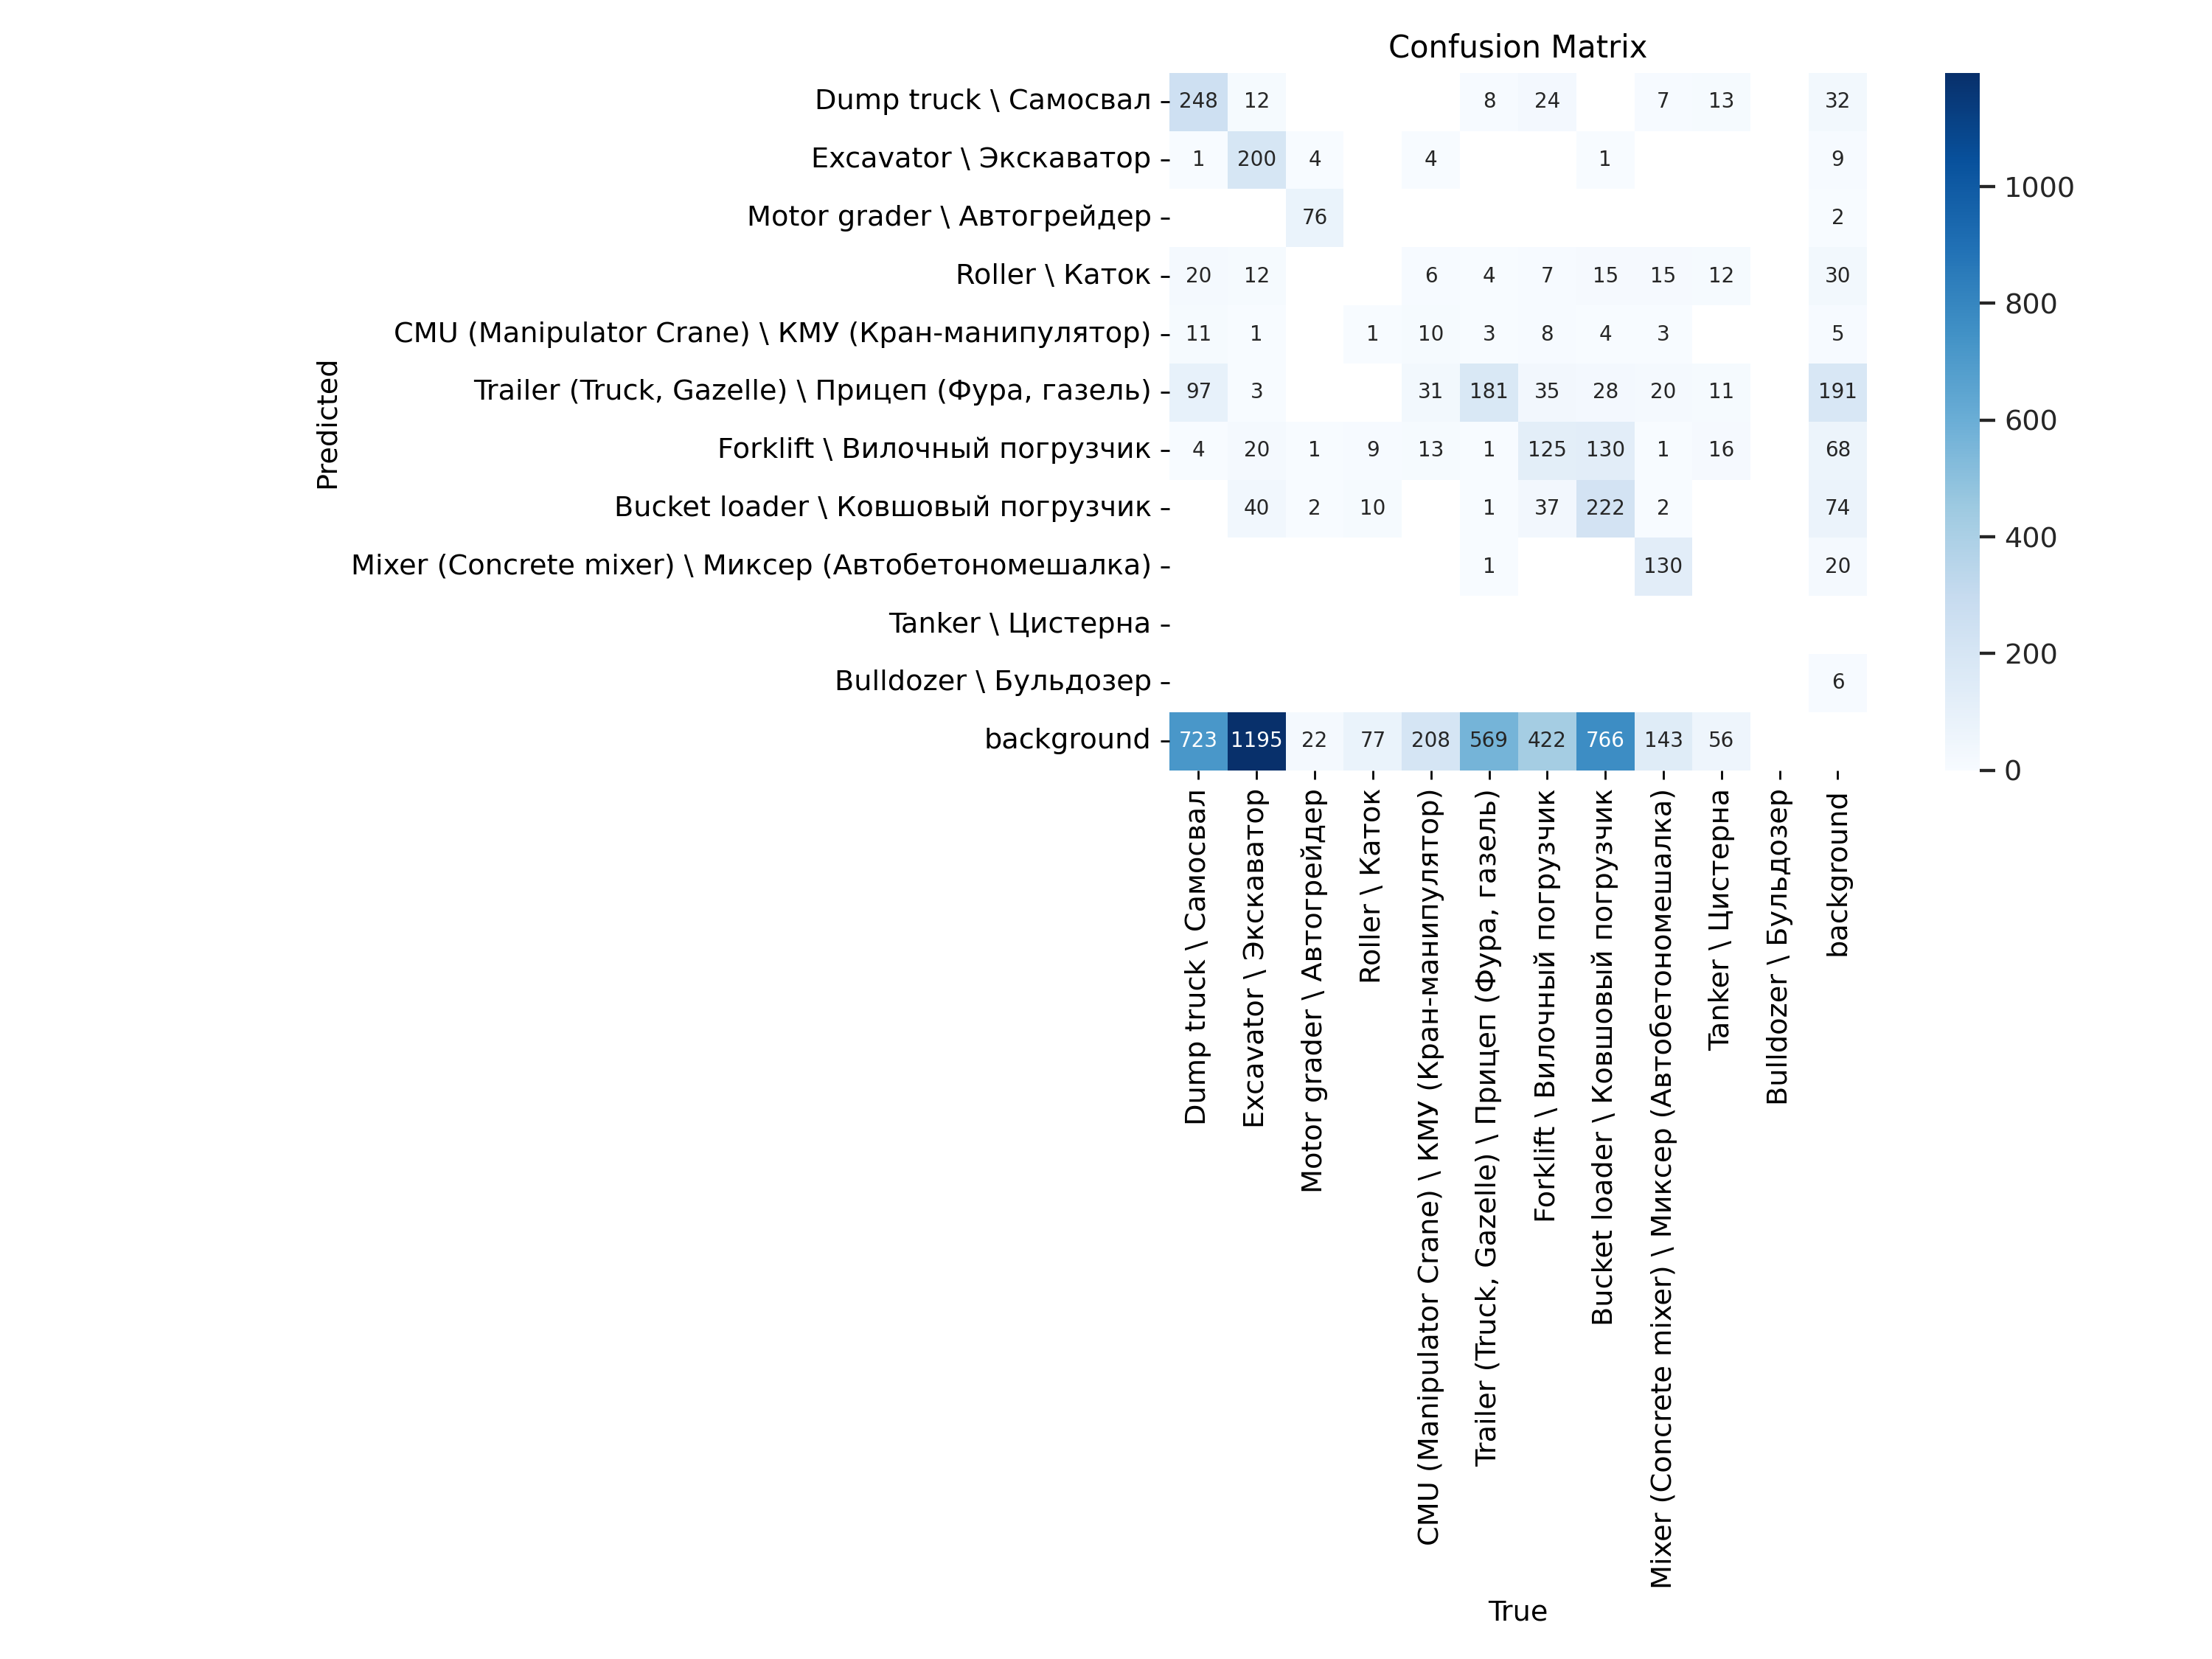 Confusion Matrix
Dump truck \ Самосвал 248 12 8 24 7 13 32
Excavator \ Экскаватор 1 200 4 4 1 9
Motor grader \ Автогрейдер 76 2
Roller \ Каток 20 12 6 4 7 15 15 12 30
CMU (Manipulator Crane) \ КМУ (Кран-манипулятор) 11 1 1 10 3 8 4 3 5
Trailer (Truck, Gazelle) \ Прицеп (Фура, газель) 97 3 31 181 35 28 20 11 191
Forklift \ Вилочный погрузчик 4 20 1 9 13 1 125 130 1 16 68
Bucket loader \ Ковшовый погрузчик 40 2 10 1 37 222 2 74
Mixer (Concrete mixer) \ Миксер (Автобетономешалка) 1 130 20
Tanker \ Цистерна
Bulldozer \ Бульдозер 6
background 723 1195 22 77 208 569 422 766 143 56
Predicted
Dump truck \ Самосвал
Excavator \ Экскаватор
Motor grader \ Автогрейдер
Roller \ Каток
CMU (Manipulator Crane) \ КМУ (Кран-манипулятор)
Trailer (Truck, Gazelle) \ Прицеп (Фура, газель)
Forklift \ Вилочный погрузчик
Bucket loader \ Ковшовый погрузчик
Mixer (Concrete mixer) \ Миксер (Автобетономешалка)
Tanker \ Цистерна
Bulldozer \ Бульдозер
background
True
1000
800
600
400
200
0